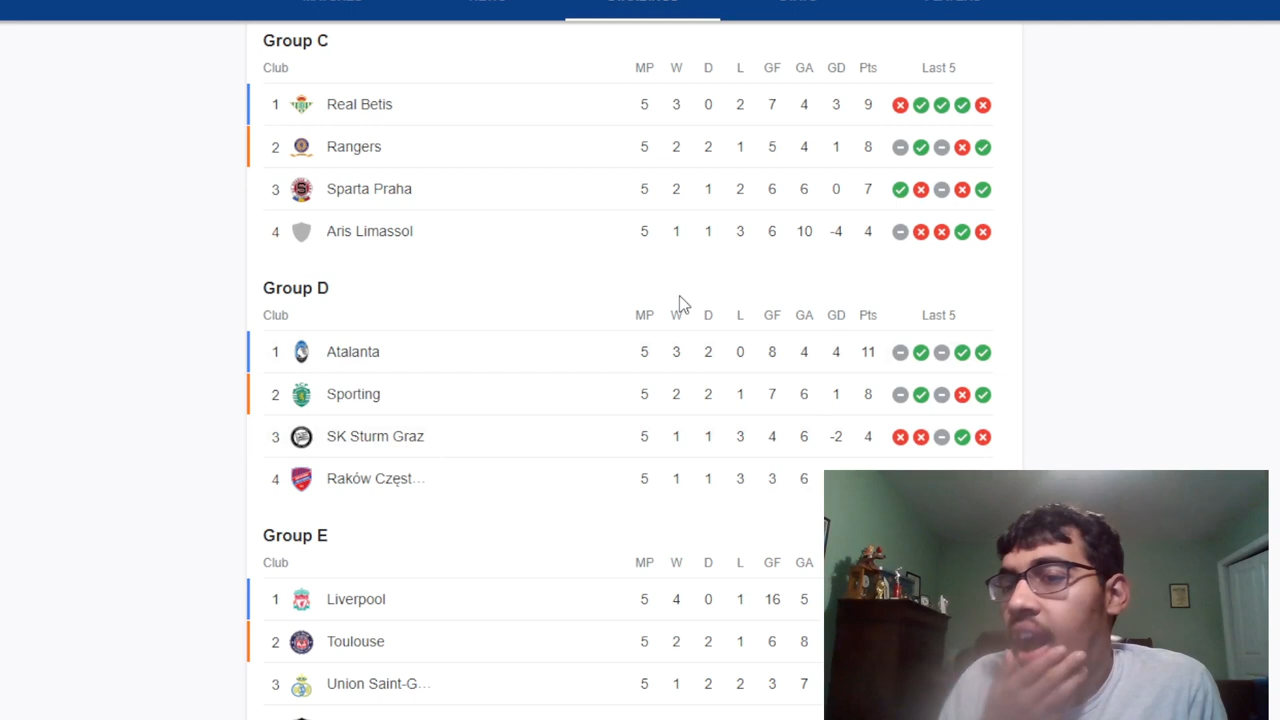 Group C
Club MP W D L GF GA GD Pts Last 5
1 Real Betis 5 3 0 2 7 4 3 9
2 Rangers 5 2 2 1 5 4 1 8
3 Sparta Praha 5 2 1 2 6 6 0 7
4 Aris Limassol 5 1 1 3 6 10 -4 4
Group D
Club MP W D L GF GA GD Pts Last 5
1 Atalanta 5 3 2 0 8 4 4 11
2 Sporting 5 2 2 1 7 6 1 8
3 SK Sturm Graz 5 1 1 3 4 6 -2 4
4 Raków Częst... 5 1 1 3 3 6
Group E
Club MP W D L GF GA
1 Liverpool 5 4 0 1 16 5
2 Toulouse 5 2 2 1 6 8
3 Union Saint-G... 5 1 2 2 3 7